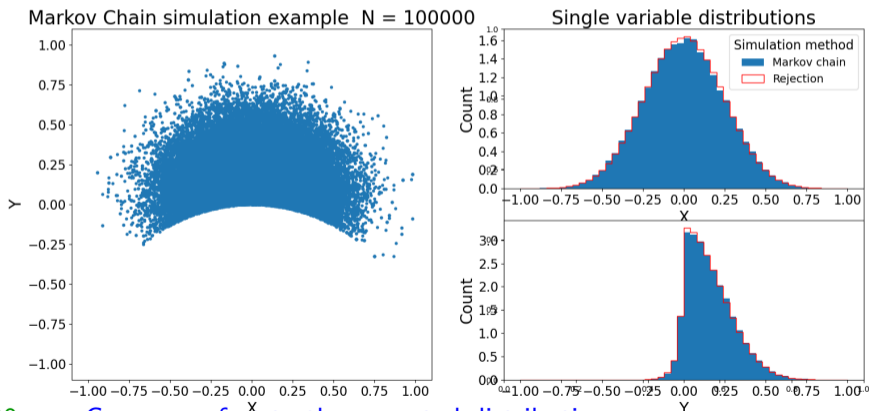 Markov Chain simulation example N = 100000
1.00
0.75
0.50
0.25
0.00
−0.25
−0.50
−0.75
−1.00
Y
−1.00 −0.75 −0.50 −0.25 0.00 0.25 0.50 0.75 1.00
X
Single variable distributions
Simulation method
Markov chain
Rejection
1.6
1.4
1.2
1.0
0.8
0.6
0.4
0.2
0.0
Count
−1.00 −0.75 −0.50 −0.25 0.00 0.25 0.50 0.75 1.00
X
3.0
2.5
2.0
1.5
1.0
0.5
0.0
Count
−1.00 −0.75 −0.50 −0.25 0.00 0.25 0.50 0.75 1.00
Y